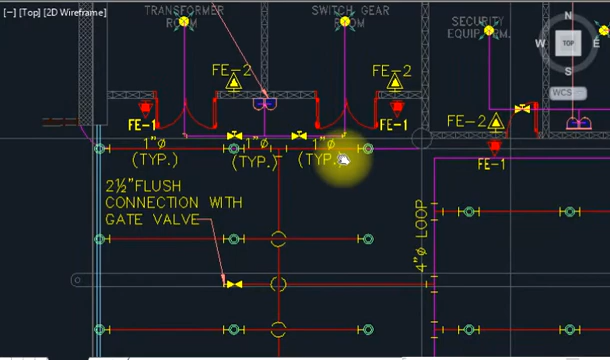 [−] [Top] [2D Wireframe]
TRANSFORMER
ROOM
SWITCH GEAR
ROOM
SECURITY
EQUIP. RM.
N
W
TOP
E
S
WCS
FE-2
FE-2
FE-2
FE-1
FE-1
FE-1
1"ø
(TYP.)
1"ø
(TYP.)
1"ø
(TYP.)
2½"FLUSH
CONNECTION WITH
GATE VALVE
4"ø LOOP